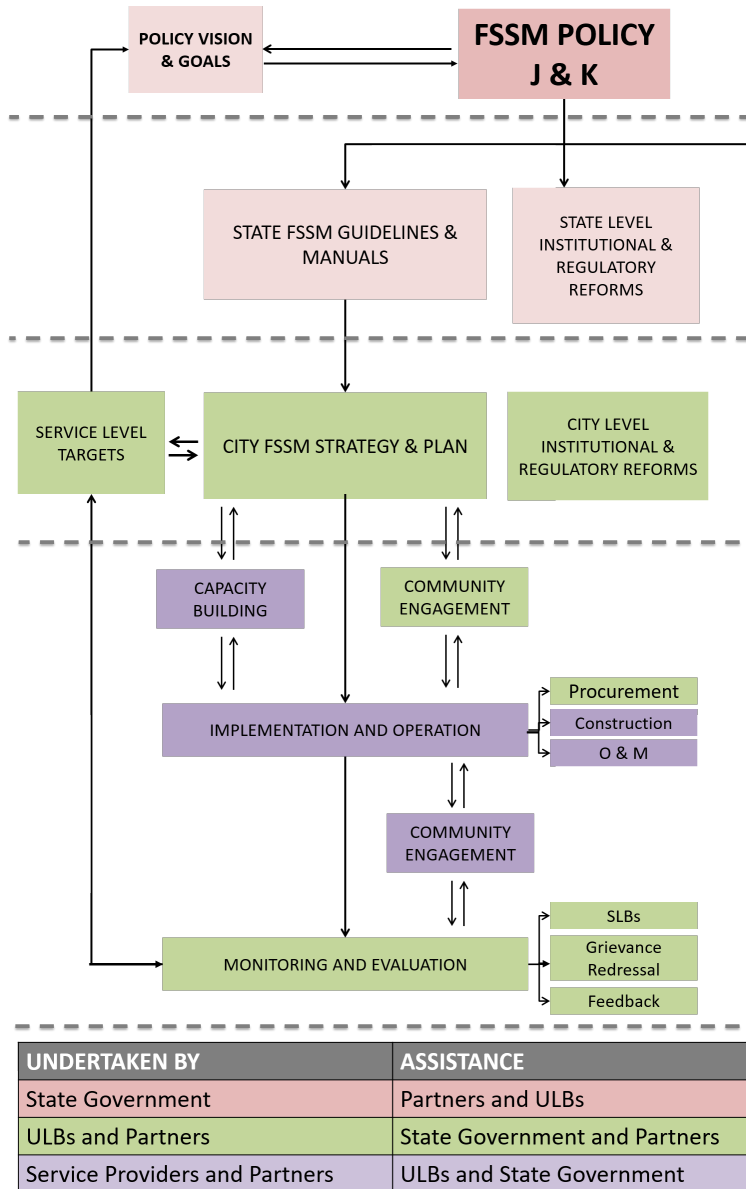 POLICY VISION
& GOALS
FSSM POLICY
J & K
STATE FSSM GUIDELINES &
MANUALS
STATE LEVEL
INSTITUTIONAL &
REGULATORY
REFORMS
SERVICE LEVEL
TARGETS
CITY FSSM STRATEGY & PLAN
CITY LEVEL
INSTITUTIONAL &
REGULATORY REFORMS
CAPACITY
BUILDING
COMMUNITY
ENGAGEMENT
IMPLEMENTATION AND OPERATION
Procurement
Construction
O & M
COMMUNITY
ENGAGEMENT
MONITORING AND EVALUATION
SLBs
Grievance
Redressal
Feedback
UNDERTAKEN BY ASSISTANCE
State Government Partners and ULBs
ULBs and Partners State Government and Partners
Service Providers and Partners ULBs and State Government